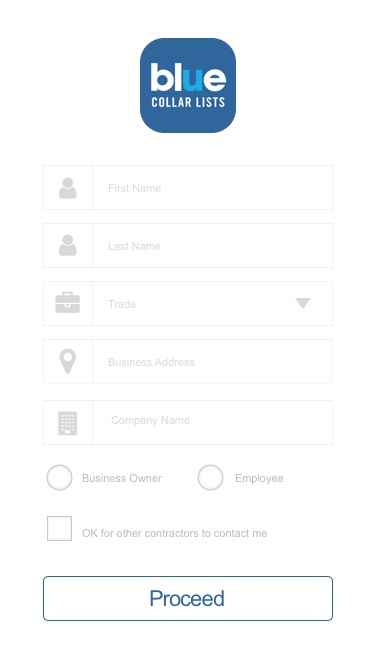 blue
COLLAR LISTS
First Name
Last Name
Trade
Business Address
Company Name
Business Owner Employee
OK for other contractors to contact me
Proceed